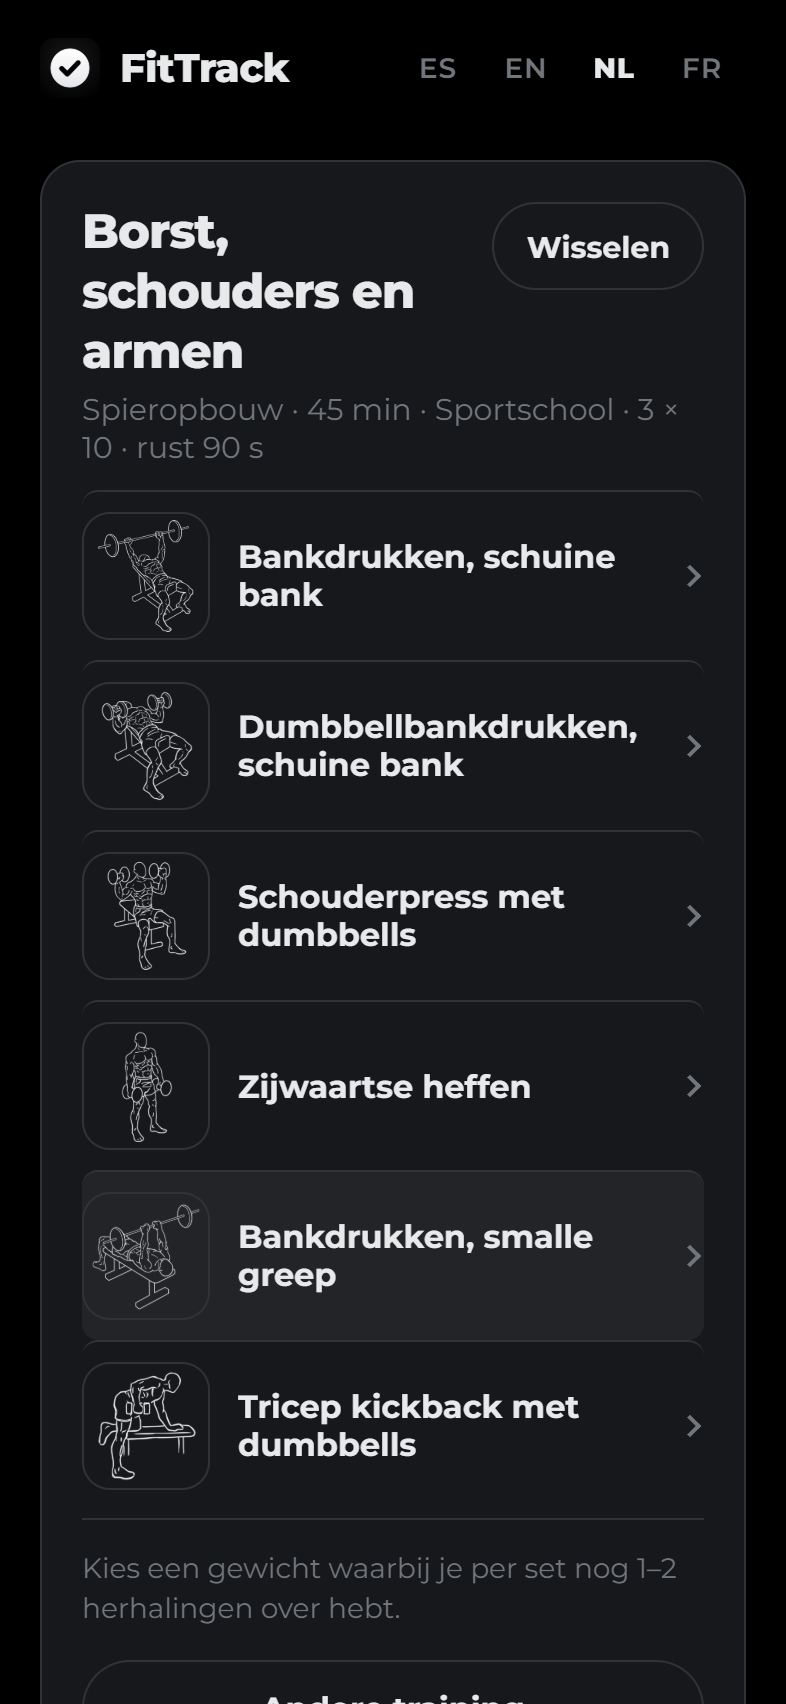 FitTrack
ES EN NL FR
Borst,
schouders en
armen
Wisselen
Spieropbouw · 45 min · Sportschool · 3 ×
10 · rust 90 s
Bankdrukken, schuine
bank
Dumbbellbankdrukken,
schuine bank
Schouderpress met
dumbbells
Zijwaartse heffen
Bankdrukken, smalle
greep
Tricep kickback met
dumbbells
Kies een gewicht waarbij je per set nog 1–2
herhalingen over hebt.
Andere training